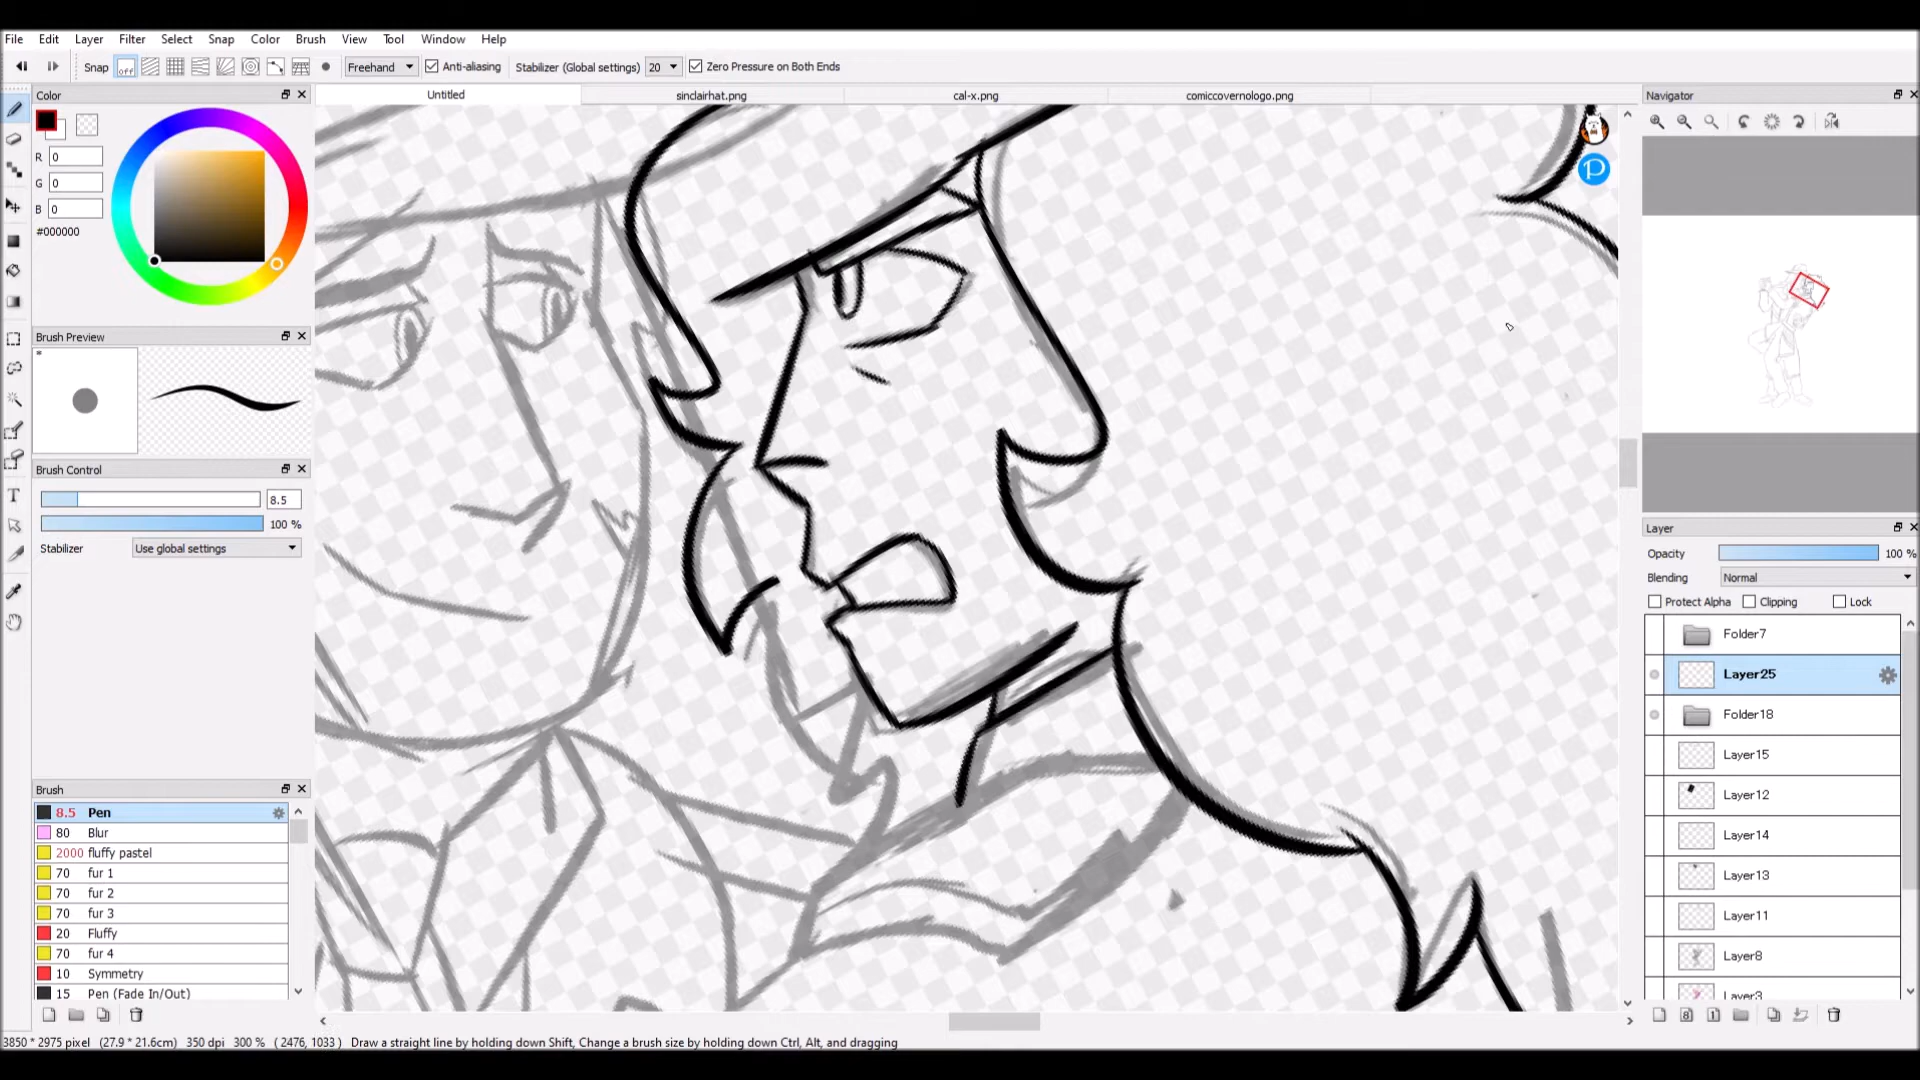 File Edit Layer Filter Select Snap Color Brush View Tool Window Help
Snap off Freehand Anti-aliasing Stabilizer (Global settings) 20 Zero Pressure on Both Ends
Color
Untitled sinclairhat.png cal-x.png comiccovernologo.png
Navigator
R 0
G 0
B 0
#000000
Brush Preview
*
Brush Control
8.5
100 %
Stabilizer Use global settings
Brush
8.5 Pen
80 Blur
2000 fluffy pastel
70 fur 1
70 fur 2
70 fur 3
20 Fluffy
70 fur 4
10 Symmetry
15 Pen (Fade In/Out)
Layer
Opacity 100 %
Blending Normal
Protect Alpha Clipping Lock
Folder7
Layer25
Folder18
Layer15
Layer12
Layer14
Layer13
Layer11
Layer8
Layer3
3850 * 2975 pixel (27.9 * 21.6cm) 350 dpi 300 % ( 2476, 1033 ) Draw a straight line by holding down Shift, Change a brush size by holding down Ctrl, Alt, and dragging